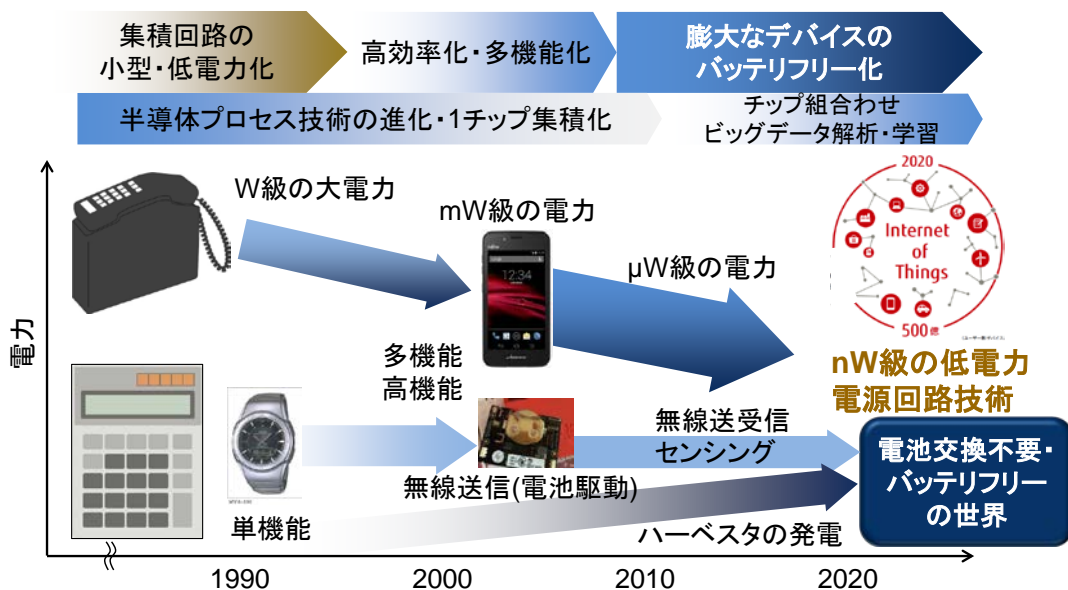 集積回路の
小型・低電力化
高効率化・多機能化
膨大なデバイスの
バッテリフリー化
半導体プロセス技術の進化・1チップ集積化
チップ組合わせ
ビッグデータ解析・学習
電力
W級の大電力
mW級の電力
12:34
µW級の電力
2020
Internet
of
Things
500億
nW級の低電力
電源回路技術
多機能
高機能
無線送受信
センシング
電池交換不要・
バッテリフリー
の世界
無線送信(電池駆動)
単機能
ハーベスタの発電
1990
2000
2010
2020